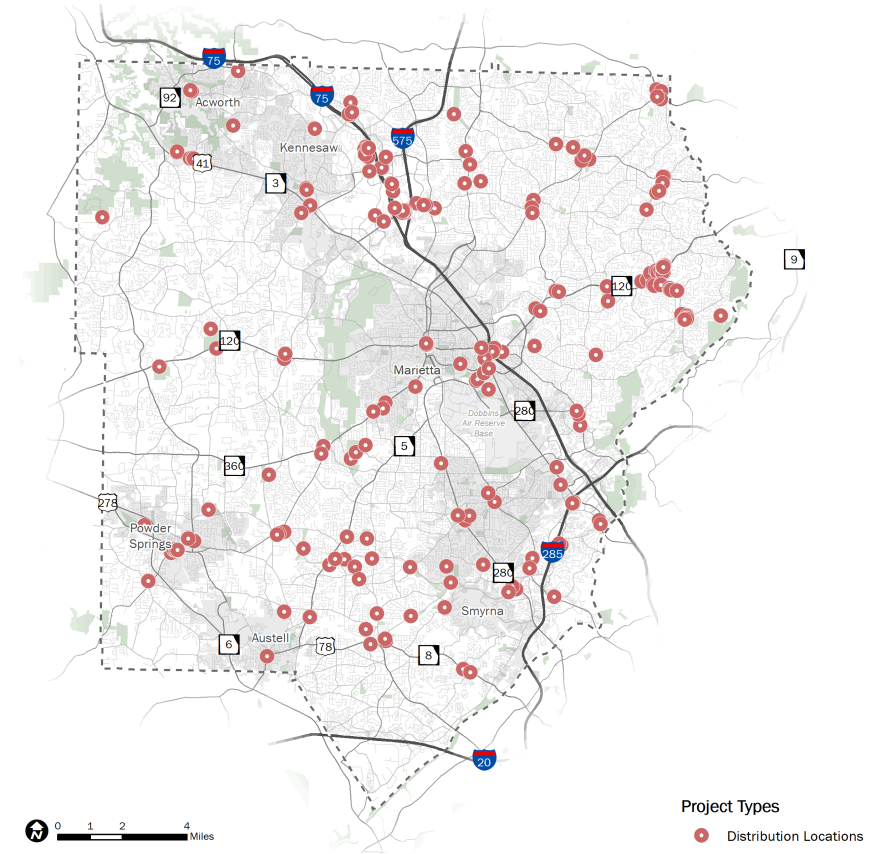 75
92
Acworth
75
575
Kennesaw
41
3
9
120
120
Marietta
280
Dobbins
Air Reserve
Base
5
360
278
Powder
Springs
285
280
Smyrna
6
Austell
78
8
20
Project Types
Distribution Locations
N
0 1 2 4
Miles